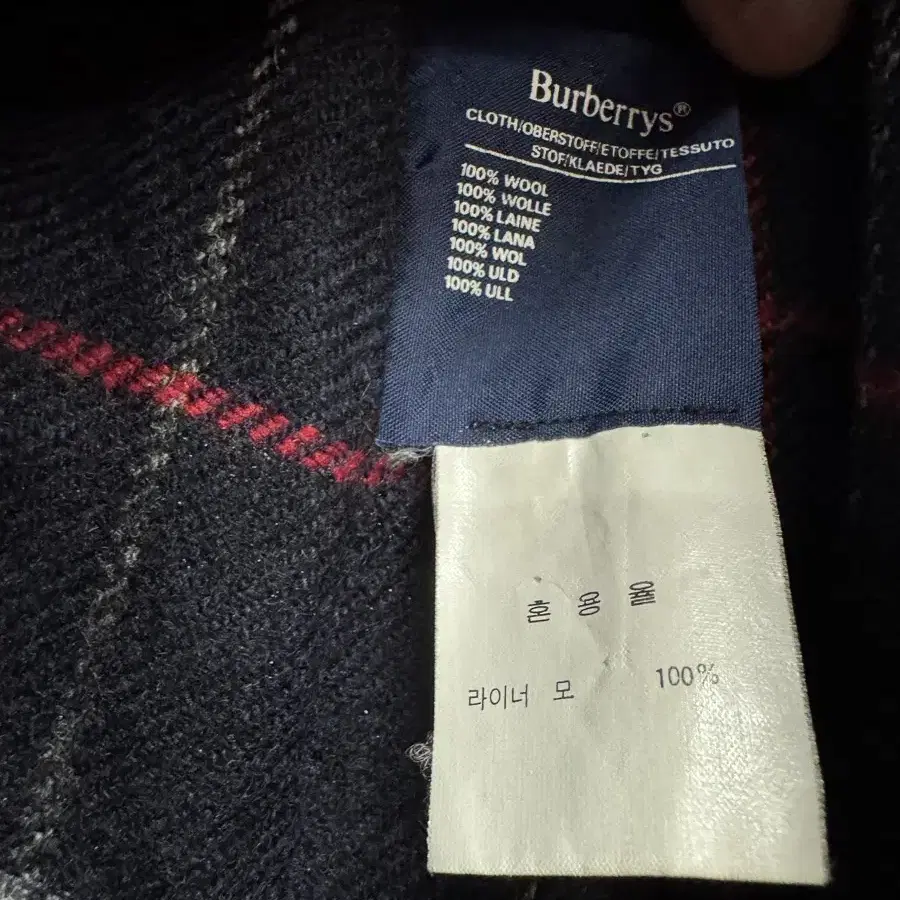 Burberrys®
CLOTH/OBERSTOFF/ETOFFE/TESSUTO
STOF/KLAEDE/TYG
100% WOOL
100% WOLLE
100% LAINE
100% LANA
100% WOL
100% ULD
100% ULL
혼 용 율
라이너 모 100%